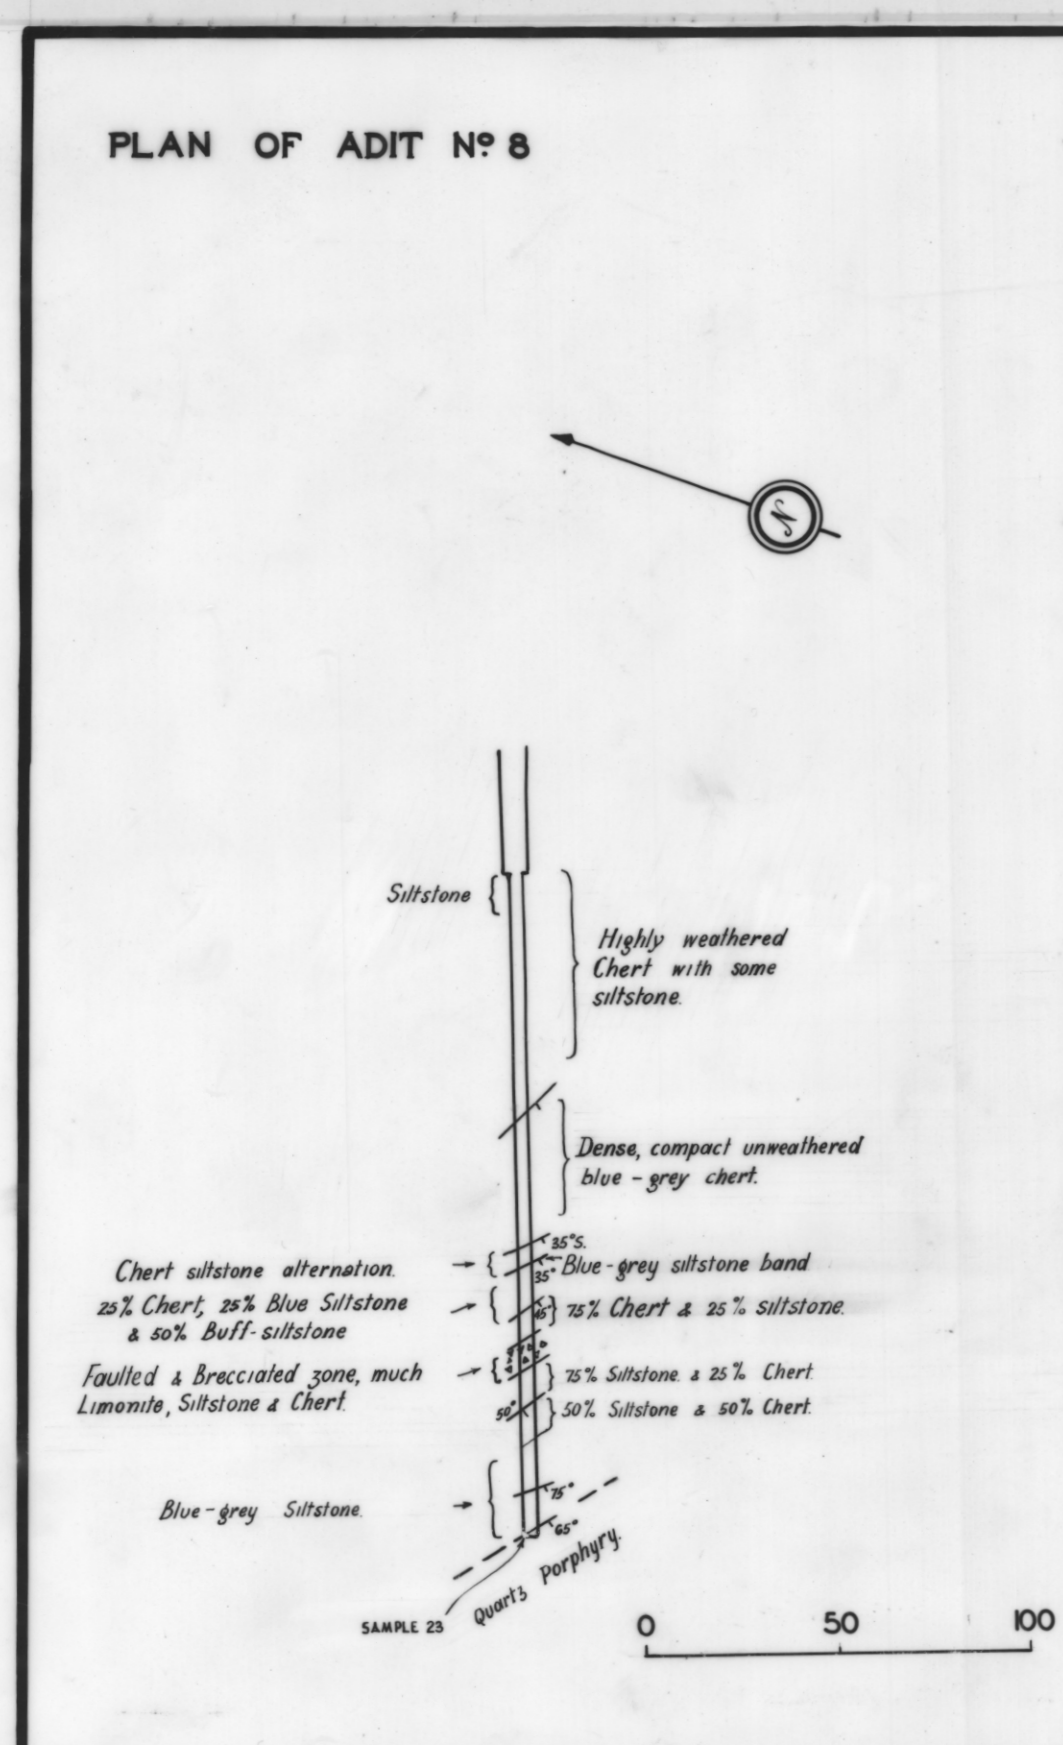 PLAN OF ADIT Nº 8
N
Siltstone
Highly weathered
Chert with some
siltstone.
Dense, compact unweathered
blue-grey chert.
35°S.
Chert siltstone alternation.
35°
Blue-grey siltstone band
25% Chert, 25% Blue Siltstone
& 50% Buff-siltstone
45°
75% Chert & 25% siltstone.
Faulted & Brecciated zone, much
Limonite, Siltstone & Chert.
75% Siltstone & 25% Chert.
50°
50% Siltstone & 50% Chert.
Blue-grey Siltstone.
75°
65°
Quartz Porphyry.
SAMPLE 23
0 50 100